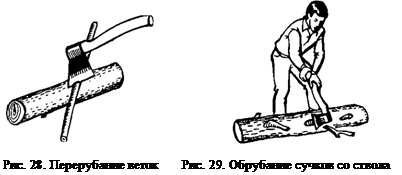 Рис. 28. Перерубание веток
Рис. 29. Обрубание сучков со ствола